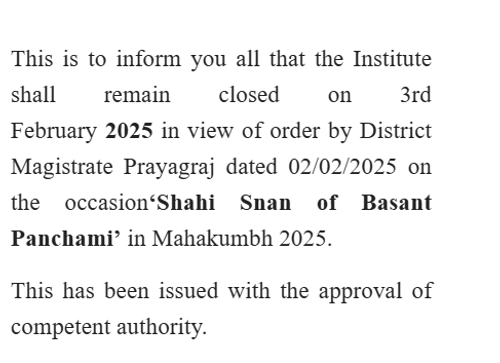 This is to inform you all that the Institute
shall remain closed on 3rd
February 2025 in view of order by District
Magistrate Prayagraj dated 02/02/2025 on
the occasion‘Shahi Snan of Basant
Panchami’ in Mahakumbh 2025.
This has been issued with the approval of
competent authority.